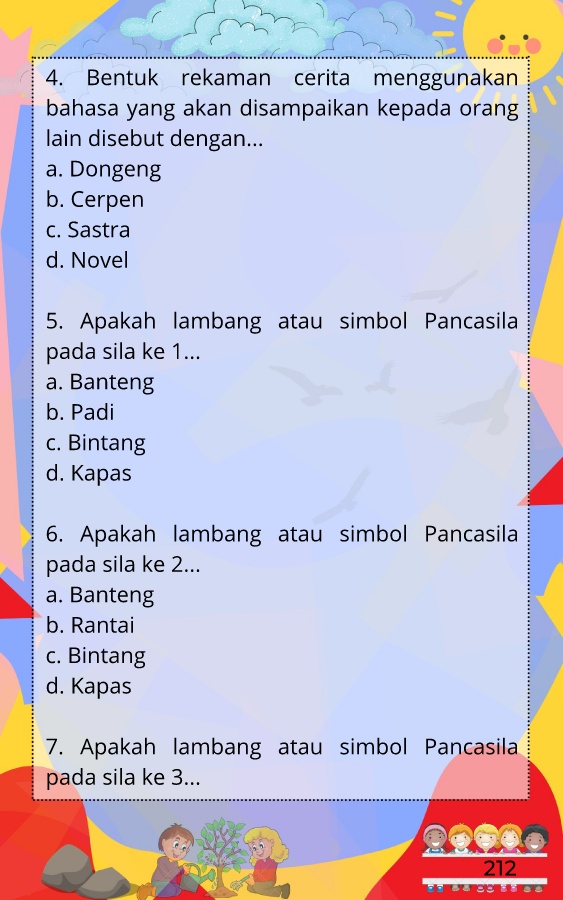 4. Bentuk rekaman cerita menggunakan
bahasa yang akan disampaikan kepada orang
lain disebut dengan...
a. Dongeng
b. Cerpen
c. Sastra
d. Novel
5. Apakah lambang atau simbol Pancasila
pada sila ke 1...
a. Banteng
b. Padi
c. Bintang
d. Kapas
6. Apakah lambang atau simbol Pancasila
pada sila ke 2...
a. Banteng
b. Rantai
c. Bintang
d. Kapas
7. Apakah lambang atau simbol Pancasila
pada sila ke 3...
212